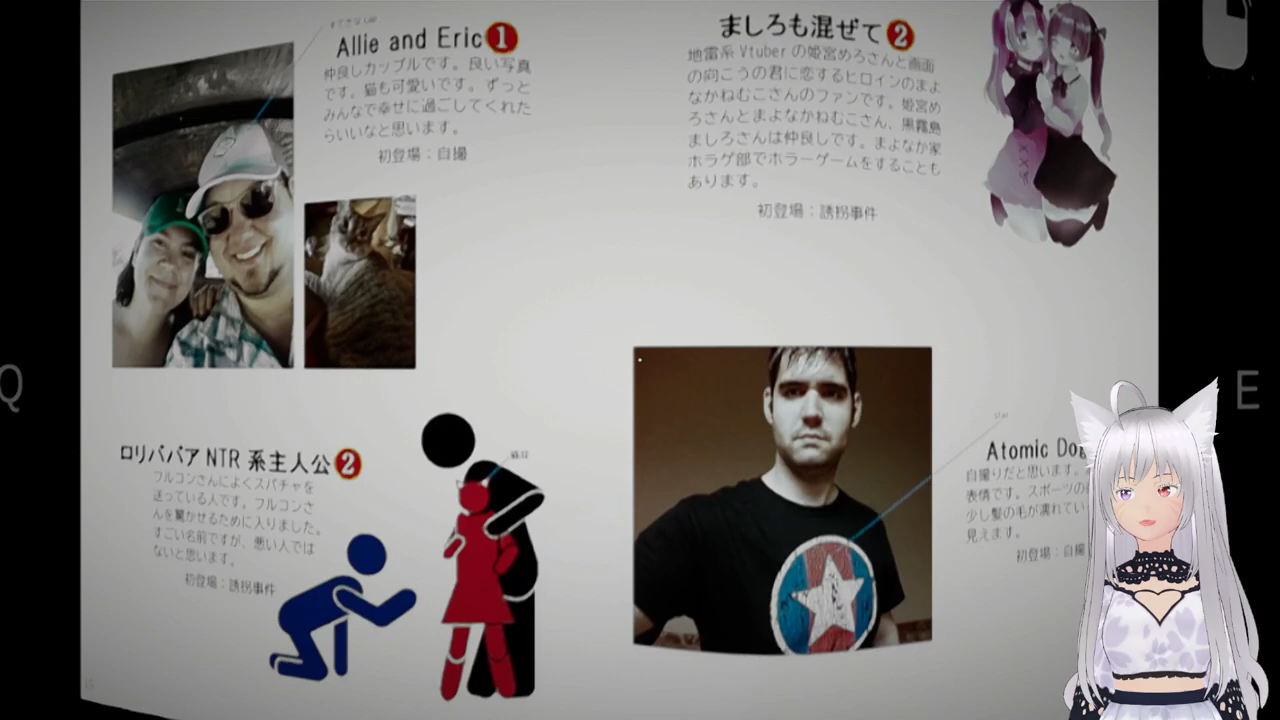 Allie and Eric 1
仲良しカップルです。良い写真
です。猫も可愛いです。ずっと
みんなで幸せに過ごしてくれた
らいいなと思います。
初登場：自撮
ましろも混ぜて 2
地雷系Vtuberの姫宮めろさんと画面
の向こうの君に恋するヒロインのまよ
なかねむこさんのファンです。姫宮め
ろさんとまよなかねむこさん、黒霧島
ましろさんは仲良しです。まよなか家
ホラゲ部でホラーゲームをすることも
あります。
初登場：誘拐事件
Q
E
ロリババア NTR 系主人公 2
フルコンさんによくスパチャを
送っている人です。フルコンさ
んを驚かせるために入りました。
すごい名前ですが、悪い人では
ないと思います。
初登場：誘拐事件
Atomic Do
自撮りだと思います。
表情です。スポーツの
少し髪の毛が濡れてい
見えます。
初登場：自撮